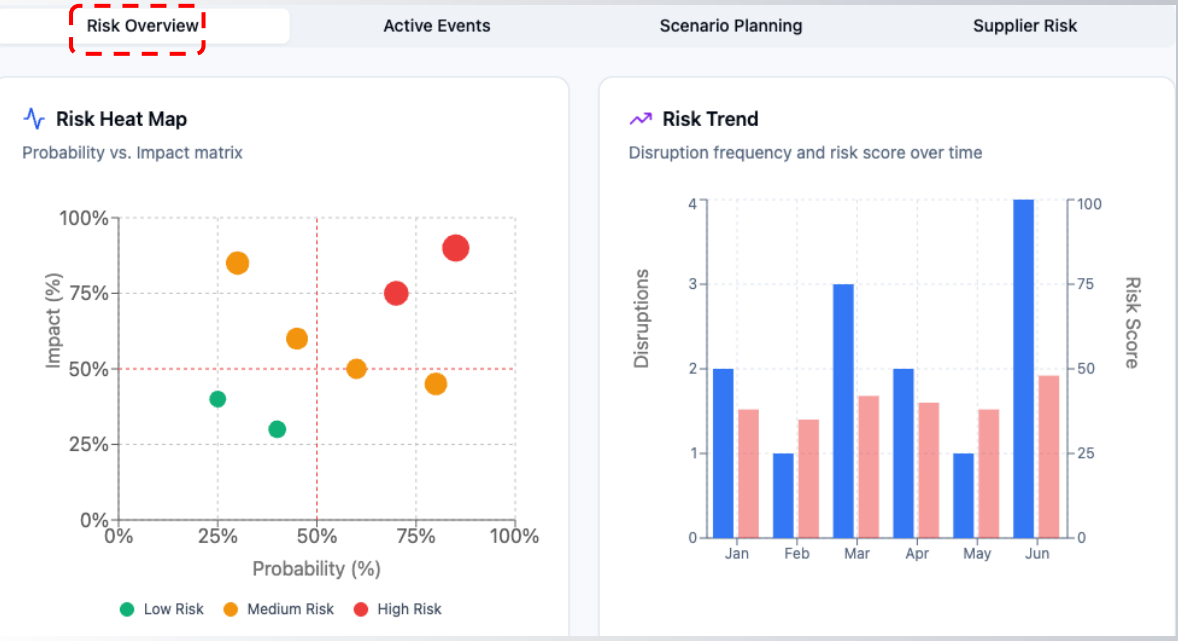 Risk Overview
Active Events
Scenario Planning
Supplier Risk
Risk Heat Map
Probability vs. Impact matrix
100%
75%
50%
25%
0%
Impact (%)
0%
25%
50%
75%
100%
Probability (%)
Low Risk
Medium Risk
High Risk
Risk Trend
Disruption frequency and risk score over time
4
3
2
1
0
Disruptions
100
75
50
25
0
Risk Score
Jan
Feb
Mar
Apr
May
Jun